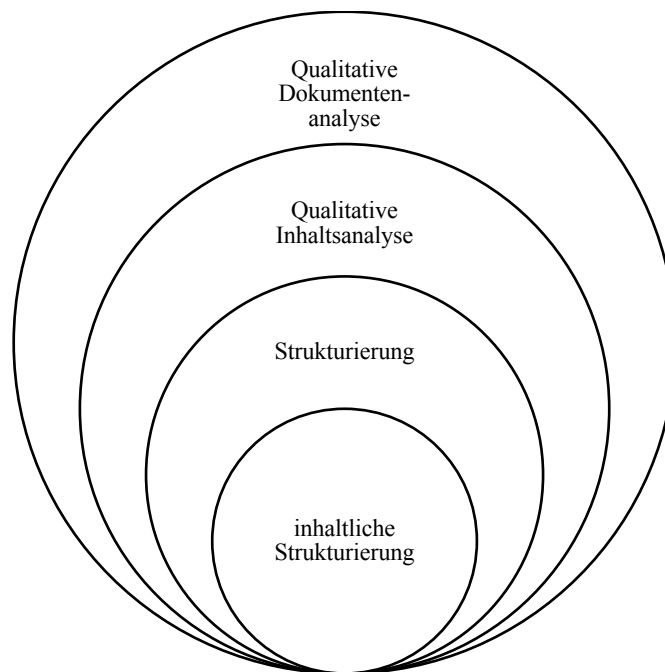 Qualitative
Dokumenten-
analyse
Qualitative
Inhaltsanalyse
Strukturierung
inhaltliche
Strukturierung